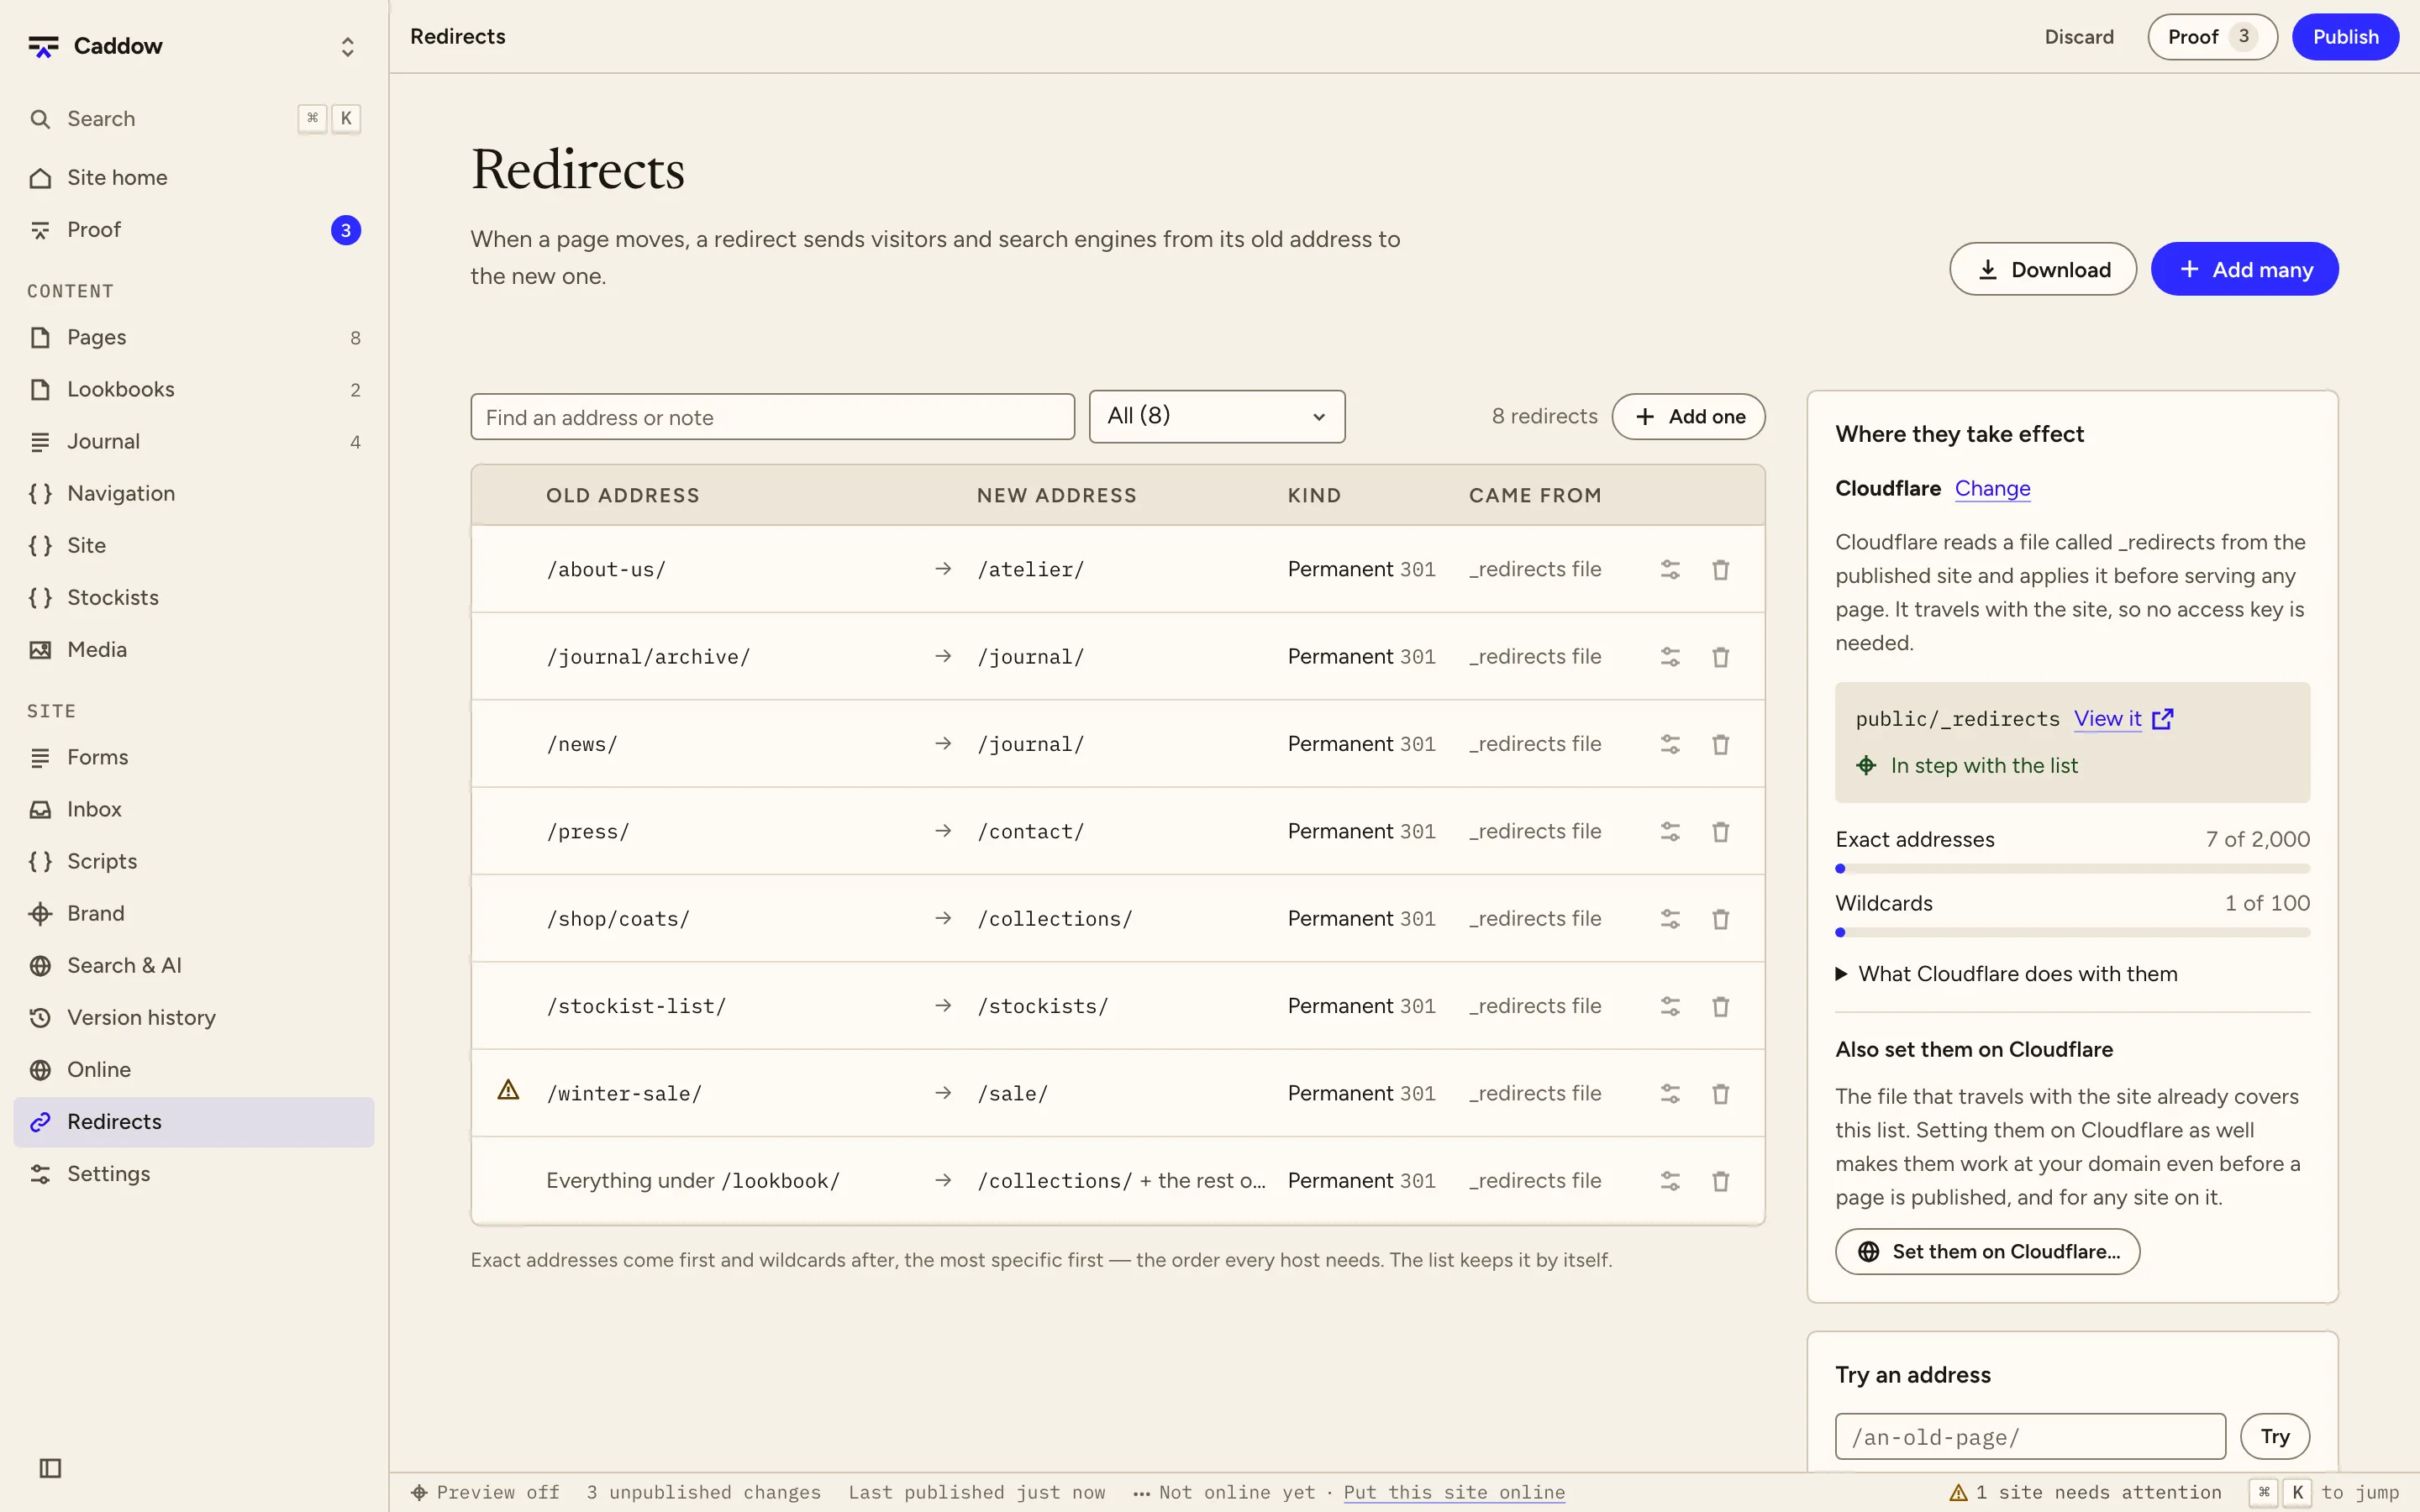 Caddow
Search ⌘ K
Site home
Proof 3
CONTENT
Pages 8
Lookbooks 2
Journal 4
Navigation
Site
Stockists
Media
SITE
Forms
Inbox
Scripts
Brand
Search & AI
Version history
Online
Redirects
Settings
Redirects
Discard
Proof 3
Publish
Redirects
When a page moves, a redirect sends visitors and search engines from its old address to
the new one.
Download
+ Add many
Find an address or note
All (8)
8 redirects
+ Add one
OLD ADDRESS NEW ADDRESS KIND CAME FROM
/about-us/ → /atelier/ Permanent 301 _redirects file
/journal/archive/ → /journal/ Permanent 301 _redirects file
/news/ → /journal/ Permanent 301 _redirects file
/press/ → /contact/ Permanent 301 _redirects file
/shop/coats/ → /collections/ Permanent 301 _redirects file
/stockist-list/ → /stockists/ Permanent 301 _redirects file
/winter-sale/ → /sale/ Permanent 301 _redirects file
Everything under /lookbook/ → /collections/ + the rest o… Permanent 301 _redirects file
Exact addresses come first and wildcards after, the most specific first — the order every host needs. The list keeps it by itself.
Where they take effect
Cloudflare Change
Cloudflare reads a file called _redirects from the
published site and applies it before serving any
page. It travels with the site, so no access key is
needed.
public/_redirects View it
In step with the list
Exact addresses 7 of 2,000
Wildcards 1 of 100
What Cloudflare does with them
Also set them on Cloudflare
The file that travels with the site already covers
this list. Setting them on Cloudflare as well
makes them work at your domain even before a
page is published, and for any site on it.
Set them on Cloudflare…
Try an address
/an-old-page/
Try
Preview off 3 unpublished changes Last published just now Not online yet · Put this site online
1 site needs attention ⌘ K to jump